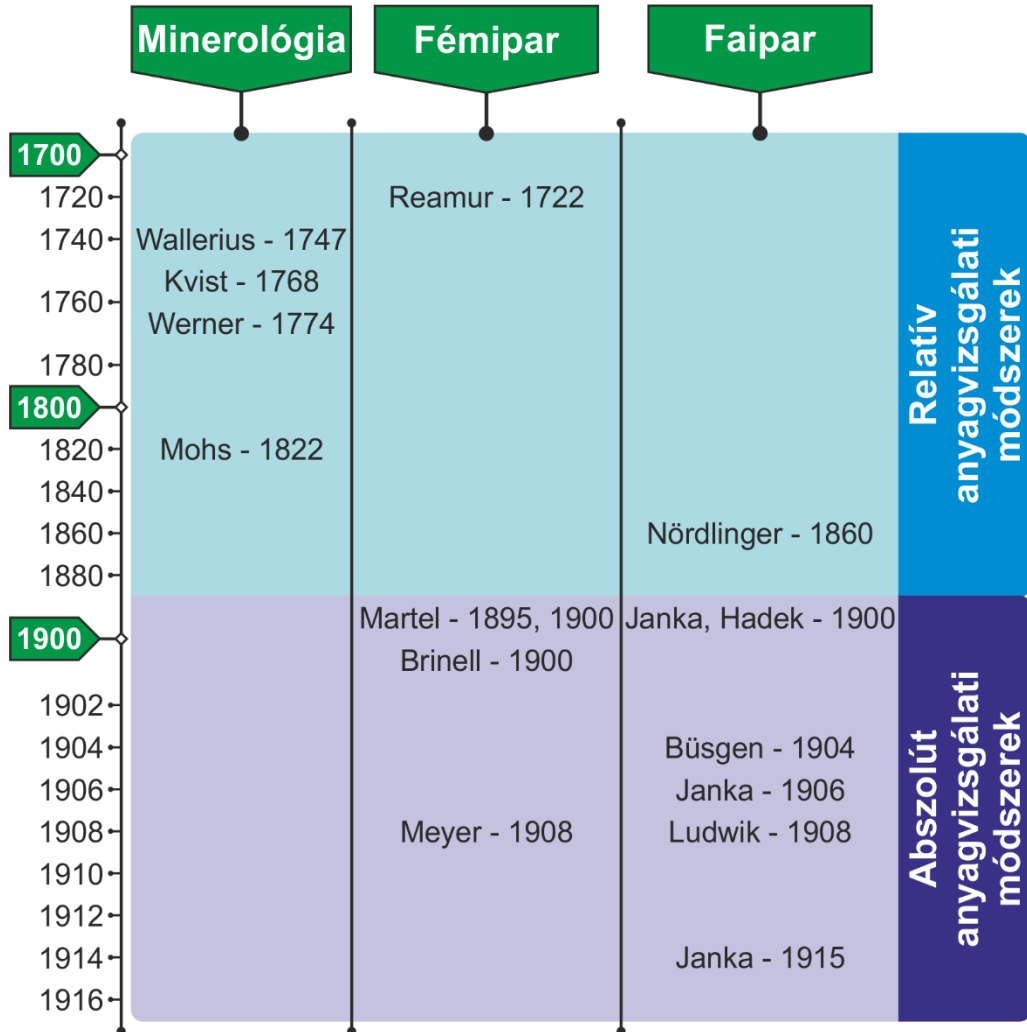 Minerológia
Fémipar
Faipar
1700
1720
Reamur - 1722
1740
Wallerius - 1747
Kvist - 1768
1760
Werner - 1774
1780
1800
1820
Mohs - 1822
1840
1860
Nördlinger - 1860
1880
Relatív
anyagvizsgálati
módszerek
Martel - 1895, 1900
Janka, Hadek - 1900
1900
Brinell - 1900
1902
1904
Büsgen - 1904
1906
Janka - 1906
1908
Meyer - 1908
Ludwik - 1908
1910
1912
1914
Janka - 1915
1916
Abszolút
anyagvizsgálati
módszerek